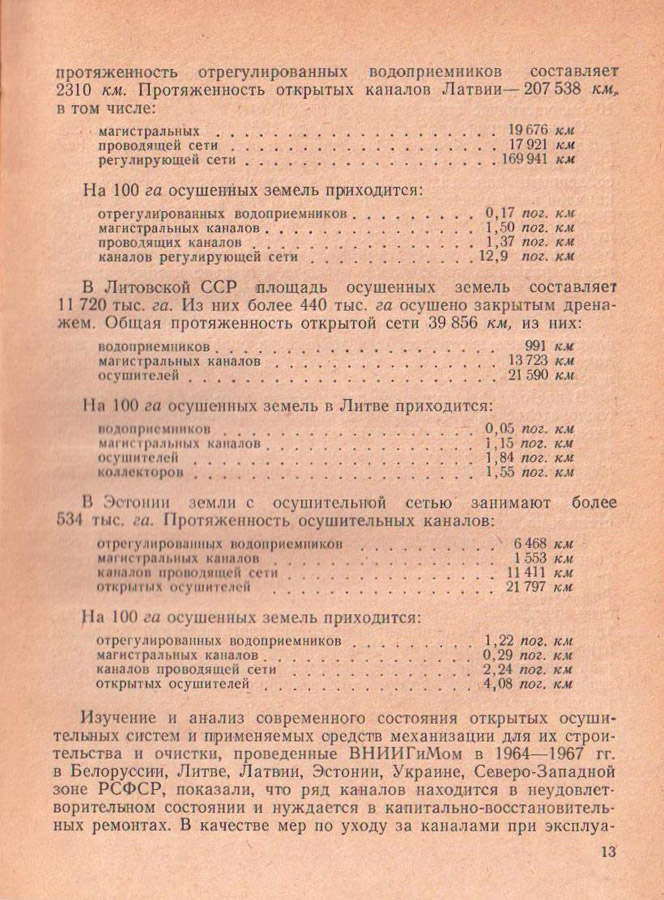 протяженность отрегулированных водоприемников составляет
2310 км. Протяженность открытых каналов Латвии— 207 538 км,
в том числе:
магистральных . . . . . . . . . . . . . . . . . . . . 19 676 км
проводящей сети . . . . . . . . . . . . . . . . . . . 17 921 км
регулирующей сети . . . . . . . . . . . . . . . . . . 169 941 км
На 100 га осушенных земель приходится:
отрегулированных водоприемников . . . . . . . . . 0,17 пог. км
магистральных каналов . . . . . . . . . . . . . . . 1,50 пог. км
проводящих каналов . . . . . . . . . . . . . . . . 1,37 пог. км
каналов регулирующей сети . . . . . . . . . . . . 12,9 пог. км
В Литовской ССР площадь осушенных земель составляет
11 720 тыс. га. Из них более 440 тыс. га осушено закрытым дрена-
жем. Общая протяженность открытой сети 39 856 км, из них:
водоприемников . . . . . . . . . . . . . . . . . . . 991 км
магистральных каналов . . . . . . . . . . . . . . . 13 723 км
осушителей . . . . . . . . . . . . . . . . . . . . . 21 590 км
На 100 га осушенных земель в Литве приходится:
водоприемников . . . . . . . . . . . . . . . . . . 0,05 пог. км
магистральных каналов . . . . . . . . . . . . . . . 1,15 пог. км
осушителей . . . . . . . . . . . . . . . . . . . . 1,84 пог. км
коллекторов . . . . . . . . . . . . . . . . . . . . 1,55 пог. км
В Эстонии земли с осушительной сетью занимают более
534 тыс. га. Протяженность осушительных каналов:
отрегулированных водоприемников . . . . . . . . . . 6 468 км
магистральных каналов . . . . . . . . . . . . . . . 1 553 км
каналов проводящей сети . . . . . . . . . . . . . . 11 411 км
открытых осушителей . . . . . . . . . . . . . . . . 21 797 км
На 100 га осушенных земель приходится:
отрегулированных водоприемников . . . . . . . . . 1,22 пог. км
магистральных каналов . . . . . . . . . . . . . . . 0,29 пог. км
каналов проводящей сети . . . . . . . . . . . . . 2,24 пог. км
открытых осушителей . . . . . . . . . . . . . . . 4,08 пог. км
Изучение и анализ современного состояния открытых осуши-
тельных систем и применяемых средств механизации для их строи-
тельства и очистки, проведенные ВНИИГиМом в 1964—1967 гг.
в Белоруссии, Литве, Латвии, Эстонии, Украине, Северо-Западной
зоне РСФСР, показали, что ряд каналов находится в неудовлет-
ворительном состоянии и нуждается в капитально-восстановитель-
ных ремонтах. В качестве мер по уходу за каналами при эксплуа-
13